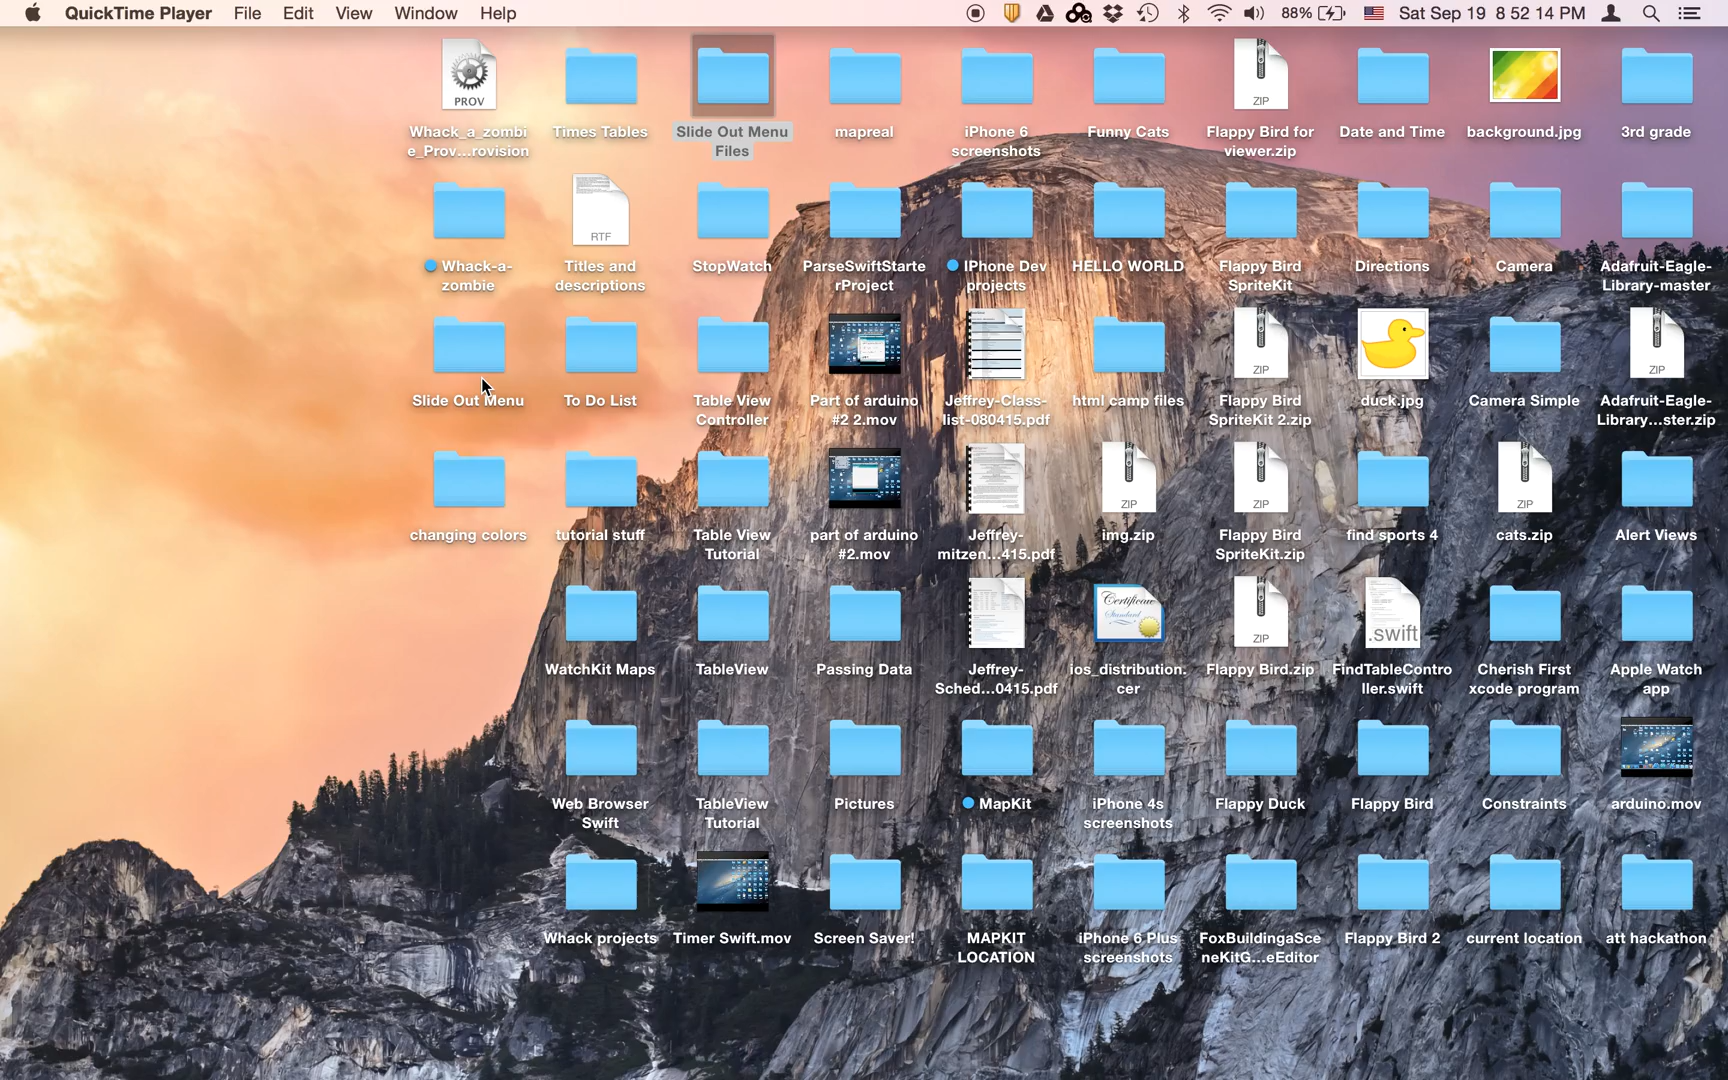 QuickTime Player File Edit View Window Help 88% Sat Sep 19 8 52 14 PM
PROV ZIP
Whack_a_zombi Times Tables Slide Out Menu mapreal iPhone 6 Funny Cats Flappy Bird for Date and Time background.jpg 3rd grade
e_Prov...rovision Files screenshots viewer.zip
RTF
Whack-a- Titles and StopWatch ParseSwiftStarte IPhone Dev HELLO WORLD Flappy Bird Directions Camera Adafruit-Eagle-
zombie descriptions rProject projects SpriteKit Library-master
ZIP ZIP
Slide Out Menu To Do List Table View Part of arduino Jeffrey-Class- html camp files Flappy Bird duck.jpg Camera Simple Adafruit-Eagle-
Controller #2 2.mov list-080415.pdf SpriteKit 2.zip Library...ster.zip
ZIP ZIP ZIP
changing colors tutorial stuff Table View part of arduino Jeffrey- img.zip Flappy Bird find sports 4 cats.zip Alert Views
Tutorial #2.mov mitzen...415.pdf SpriteKit.zip
Certificate
Standard
ZIP .swift
WatchKit Maps TableView Passing Data Jeffrey- ios_distribution. Flappy Bird.zip FindTableContro Cherish First Apple Watch
Sched...0415.pdf cer ller.swift xcode program app
Web Browser TableView Pictures MapKit iPhone 4s Flappy Duck Flappy Bird Constraints arduino.mov
Swift Tutorial screenshots
Whack projects Timer Swift.mov Screen Saver! MAPKIT iPhone 6 Plus FoxBuildingaSce Flappy Bird 2 current location att hackathon
LOCATION screenshots neKitG...eEditor